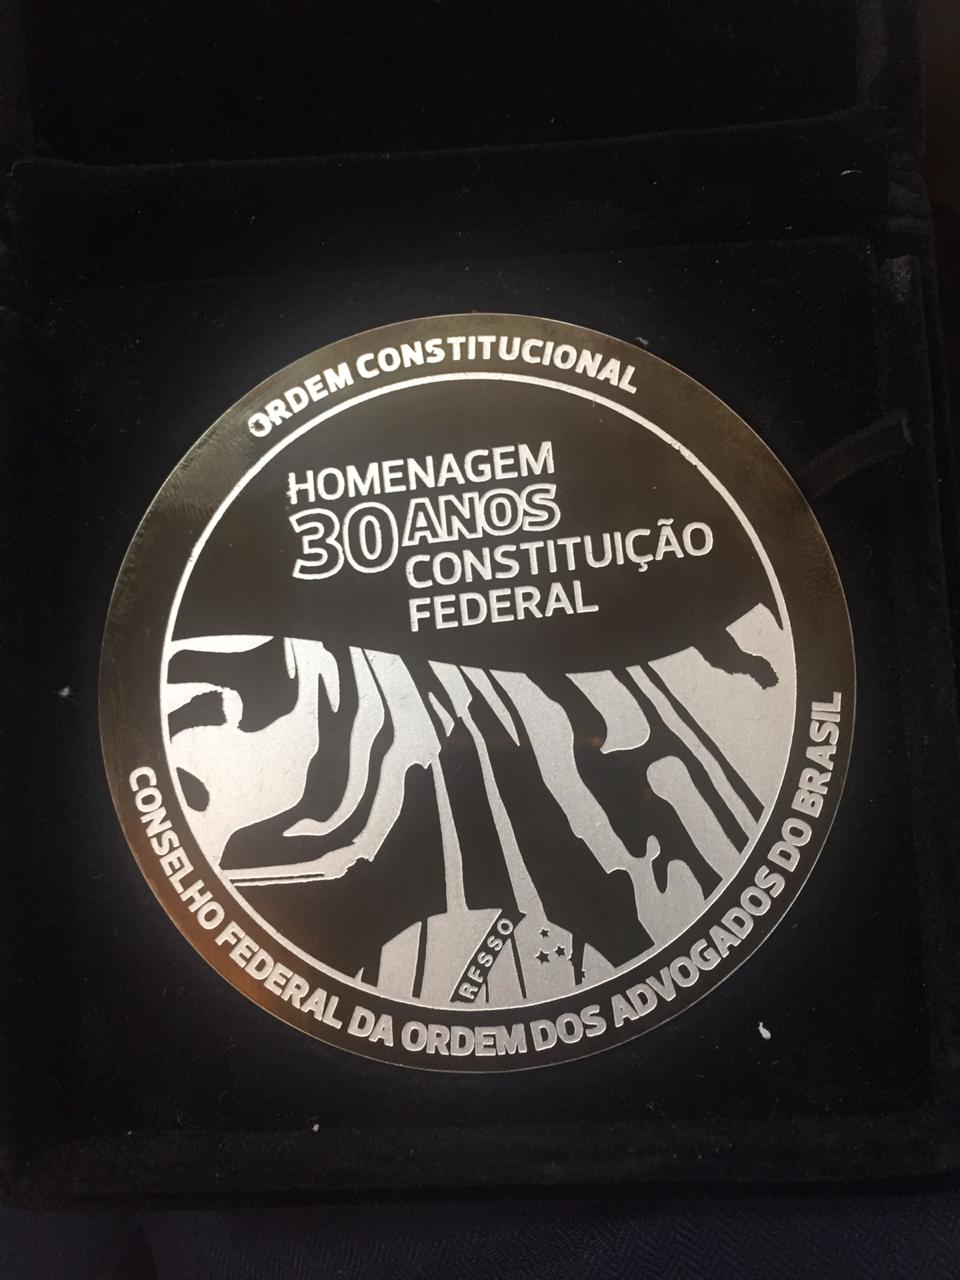 ORDEM CONSTITUCIONAL
HOMENAGEM
30 ANOS
CONSTITUIÇÃO
FEDERAL
RFSSO
CONSELHO FEDERAL DA ORDEM DOS ADVOGADOS DO BRASIL